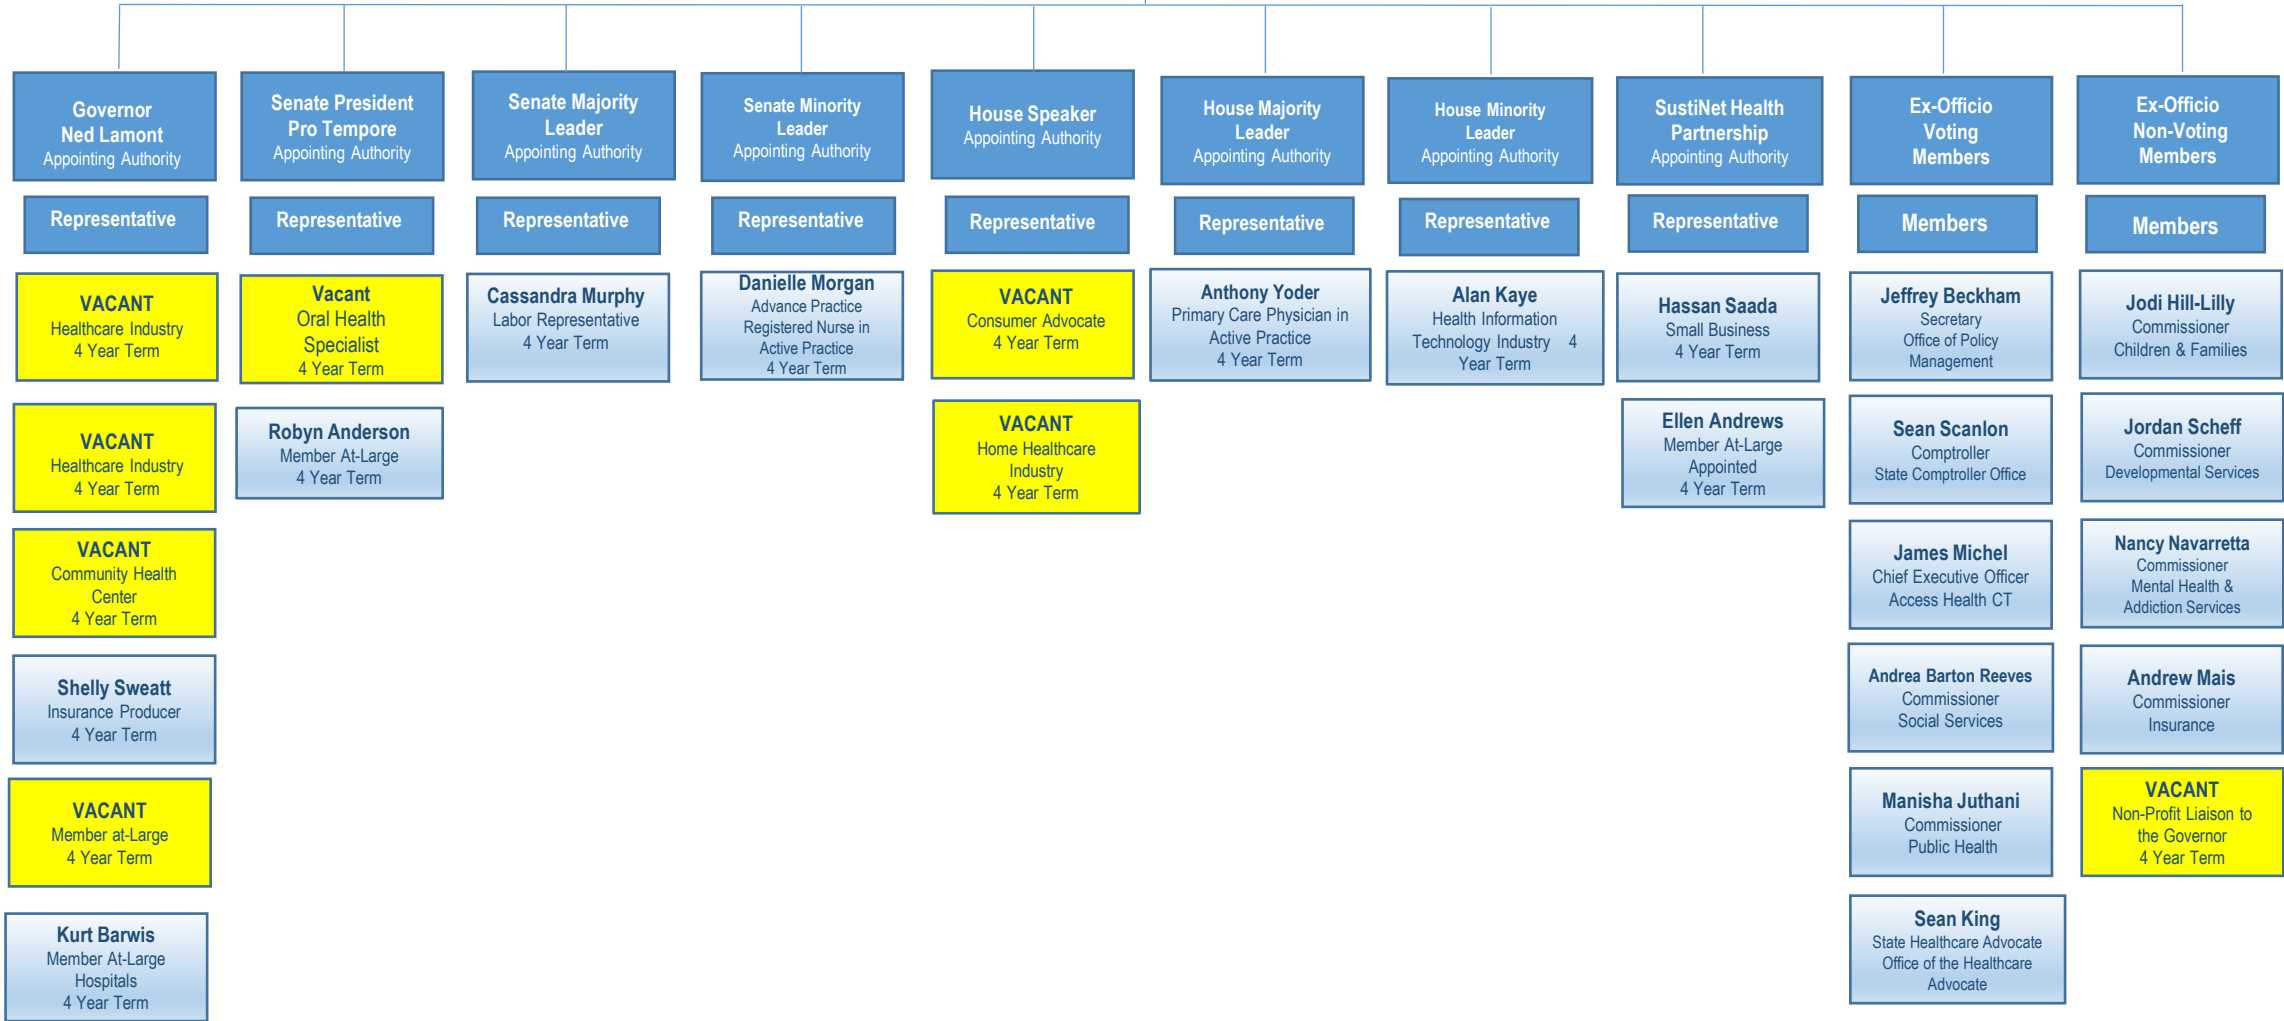 Governor
Ned Lamont
Appointing Authority
Representative
VACANT
Healthcare Industry
4 Year Term
VACANT
Healthcare Industry
4 Year Term
VACANT
Community Health
Center
4 Year Term
Shelly Sweatt
Insurance Producer
4 Year Term
VACANT
Member at-Large
4 Year Term
Kurt Barwis
Member At-Large
Hospitals
4 Year Term
Senate President
Pro Tempore
Appointing Authority
Representative
Vacant
Oral Health
Specialist
4 Year Term
Robyn Anderson
Member At-Large
4 Year Term
Senate Majority
Leader
Appointing Authority
Representative
Cassandra Murphy
Labor Representative
4 Year Term
Senate Minority
Leader
Appointing Authority
Representative
Danielle Morgan
Advance Practice
Registered Nurse in
Active Practice
4 Year Term
House Speaker
Appointing Authority
Representative
VACANT
Consumer Advocate
4 Year Term
VACANT
Home Healthcare
Industry
4 Year Term
House Majority
Leader
Appointing Authority
Representative
Anthony Yoder
Primary Care Physician in
Active Practice
4 Year Term
House Minority
Leader
Appointing Authority
Representative
Alan Kaye
Health Information
Technology Industry 4
Year Term
SustiNet Health
Partnership
Appointing Authority
Representative
Hassan Saada
Small Business
4 Year Term
Ellen Andrews
Member At-Large
Appointed
4 Year Term
Ex-Officio
Voting
Members
Members
Jeffrey Beckham
Secretary
Office of Policy
Management
Sean Scanlon
Comptroller
State Comptroller Office
James Michel
Chief Executive Officer
Access Health CT
Andrea Barton Reeves
Commissioner
Social Services
Manisha Juthani
Commissioner
Public Health
Sean King
State Healthcare Advocate
Office of the Healthcare
Advocate
Ex-Officio
Non-Voting
Members
Members
Jodi Hill-Lilly
Commissioner
Children & Families
Jordan Scheff
Commissioner
Developmental Services
Nancy Navarretta
Commissioner
Mental Health &
Addiction Services
Andrew Mais
Commissioner
Insurance
VACANT
Non-Profit Liaison to
the Governor
4 Year Term